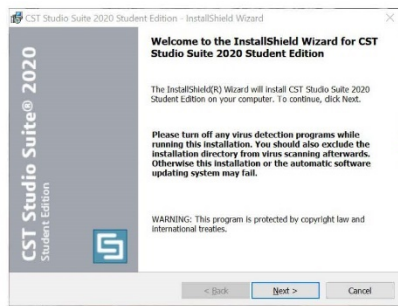 CST Studio Suite 2020 Student Edition - InstallShield Wizard
CST Studio Suite® 2020
Student Edition
Welcome to the InstallShield Wizard for CST
Studio Suite 2020 Student Edition
The InstallShield(R) Wizard will install CST Studio Suite 2020
Student Edition on your computer. To continue, click Next.
Please turn off any virus detection programs while
running this installation. You should also exclude the
installation directory from virus scanning afterwards.
Otherwise this installation or the automatic software
updating system may fail.
WARNING: This program is protected by copyright law and
international treaties.
< Back
Next >
Cancel